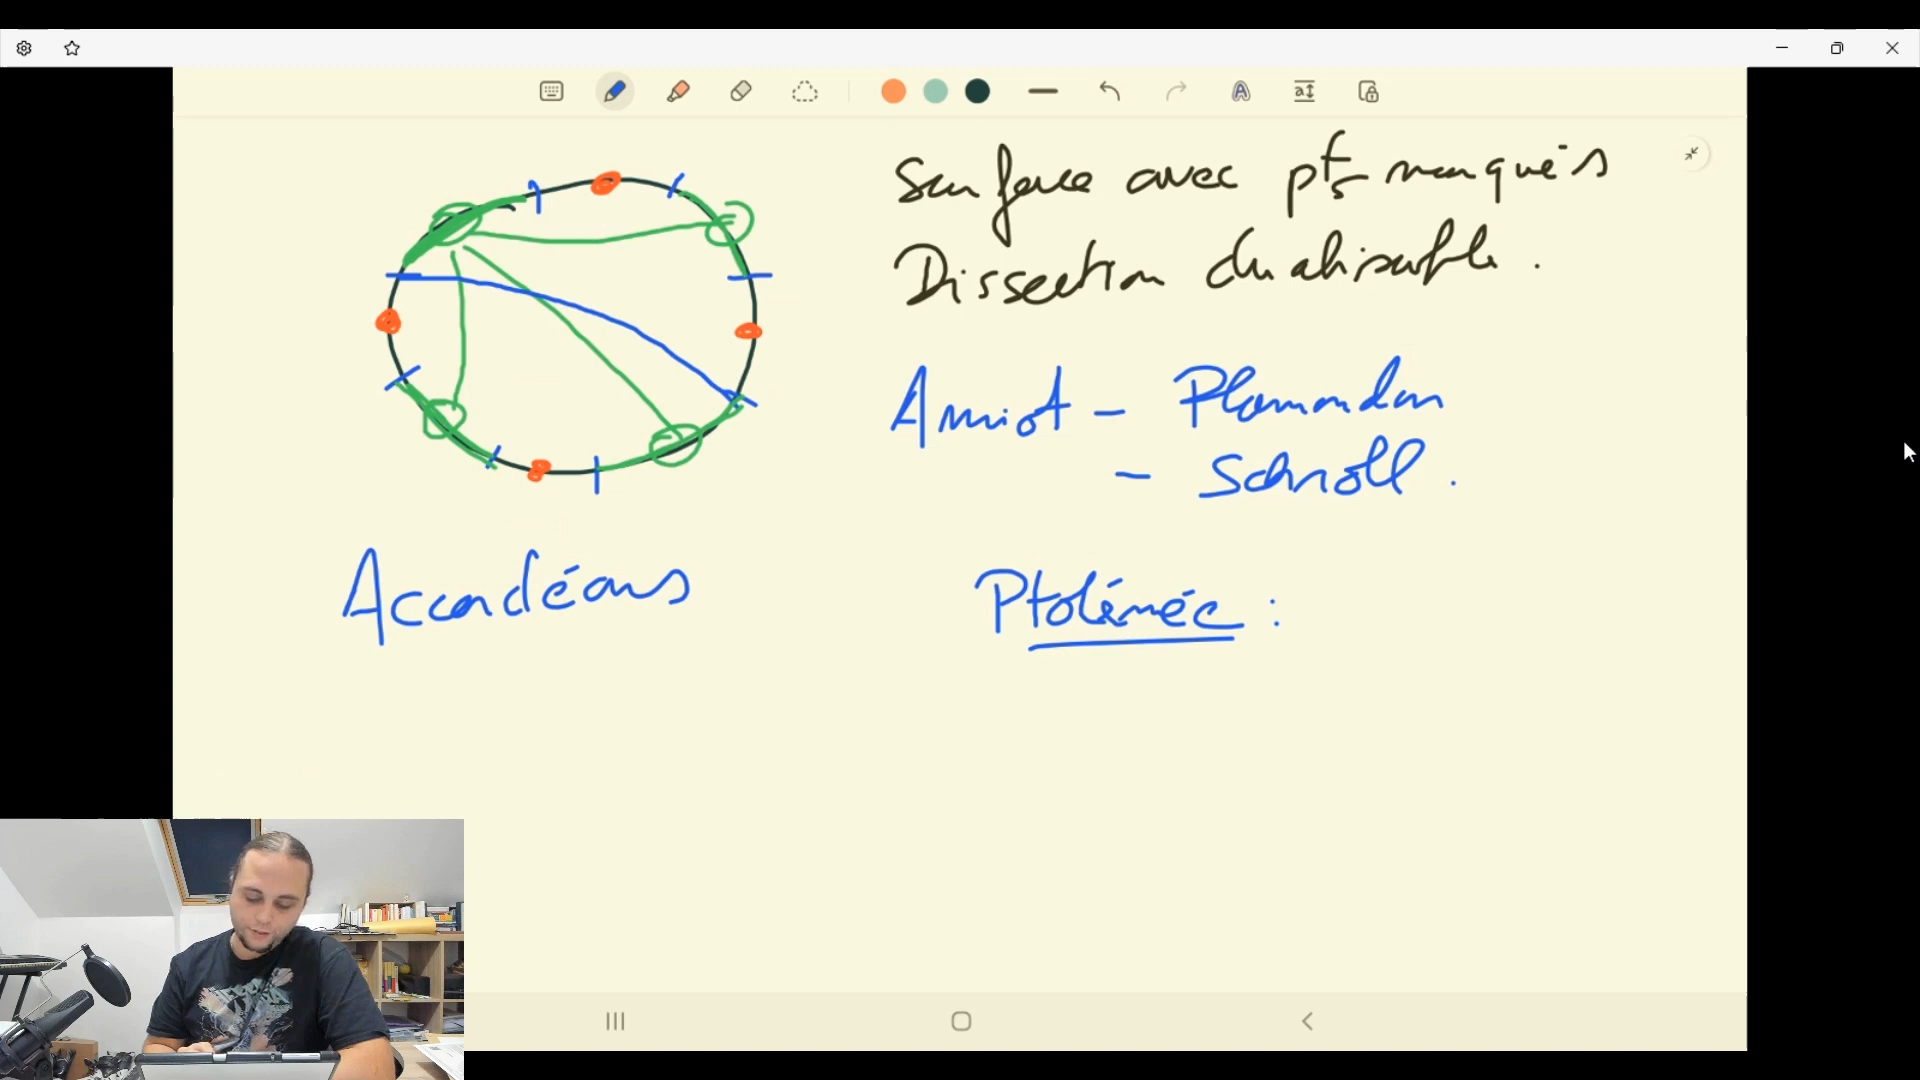 Surface avec pts marqués
Dissection dualisable.
Amiot - Plamondon
- Schroll.
Accordéons
Ptolémée :